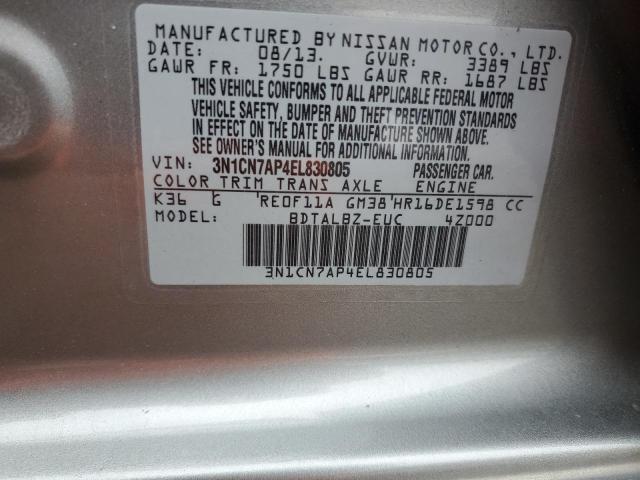 MANUFACTURED BY NISSAN MOTOR CO., LTD.
DATE: 08/13. GVWR: 3389 LBS
GAWR FR: 1750 LBS GAWR RR: 1687 LBS
THIS VEHICLE CONFORMS TO ALL APPLICABLE FEDERAL MOTOR
VEHICLE SAFETY, BUMPER AND THEFT PREVENTION STANDARDS
IN EFFECT ON THE DATE OF MANUFACTURE SHOWN ABOVE.
SEE OWNER'S MANUAL FOR ADDITIONAL INFORMATION.
VIN: 3N1CN7AP4EL830805 PASSENGER CAR.
COLOR TRIM TRANS AXLE ENGINE
K36 G RE0F11A GM38 HR16DE1598 CC
MODEL: BDTALBZ-EUC 4Z000
3N1CN7AP4EL830805